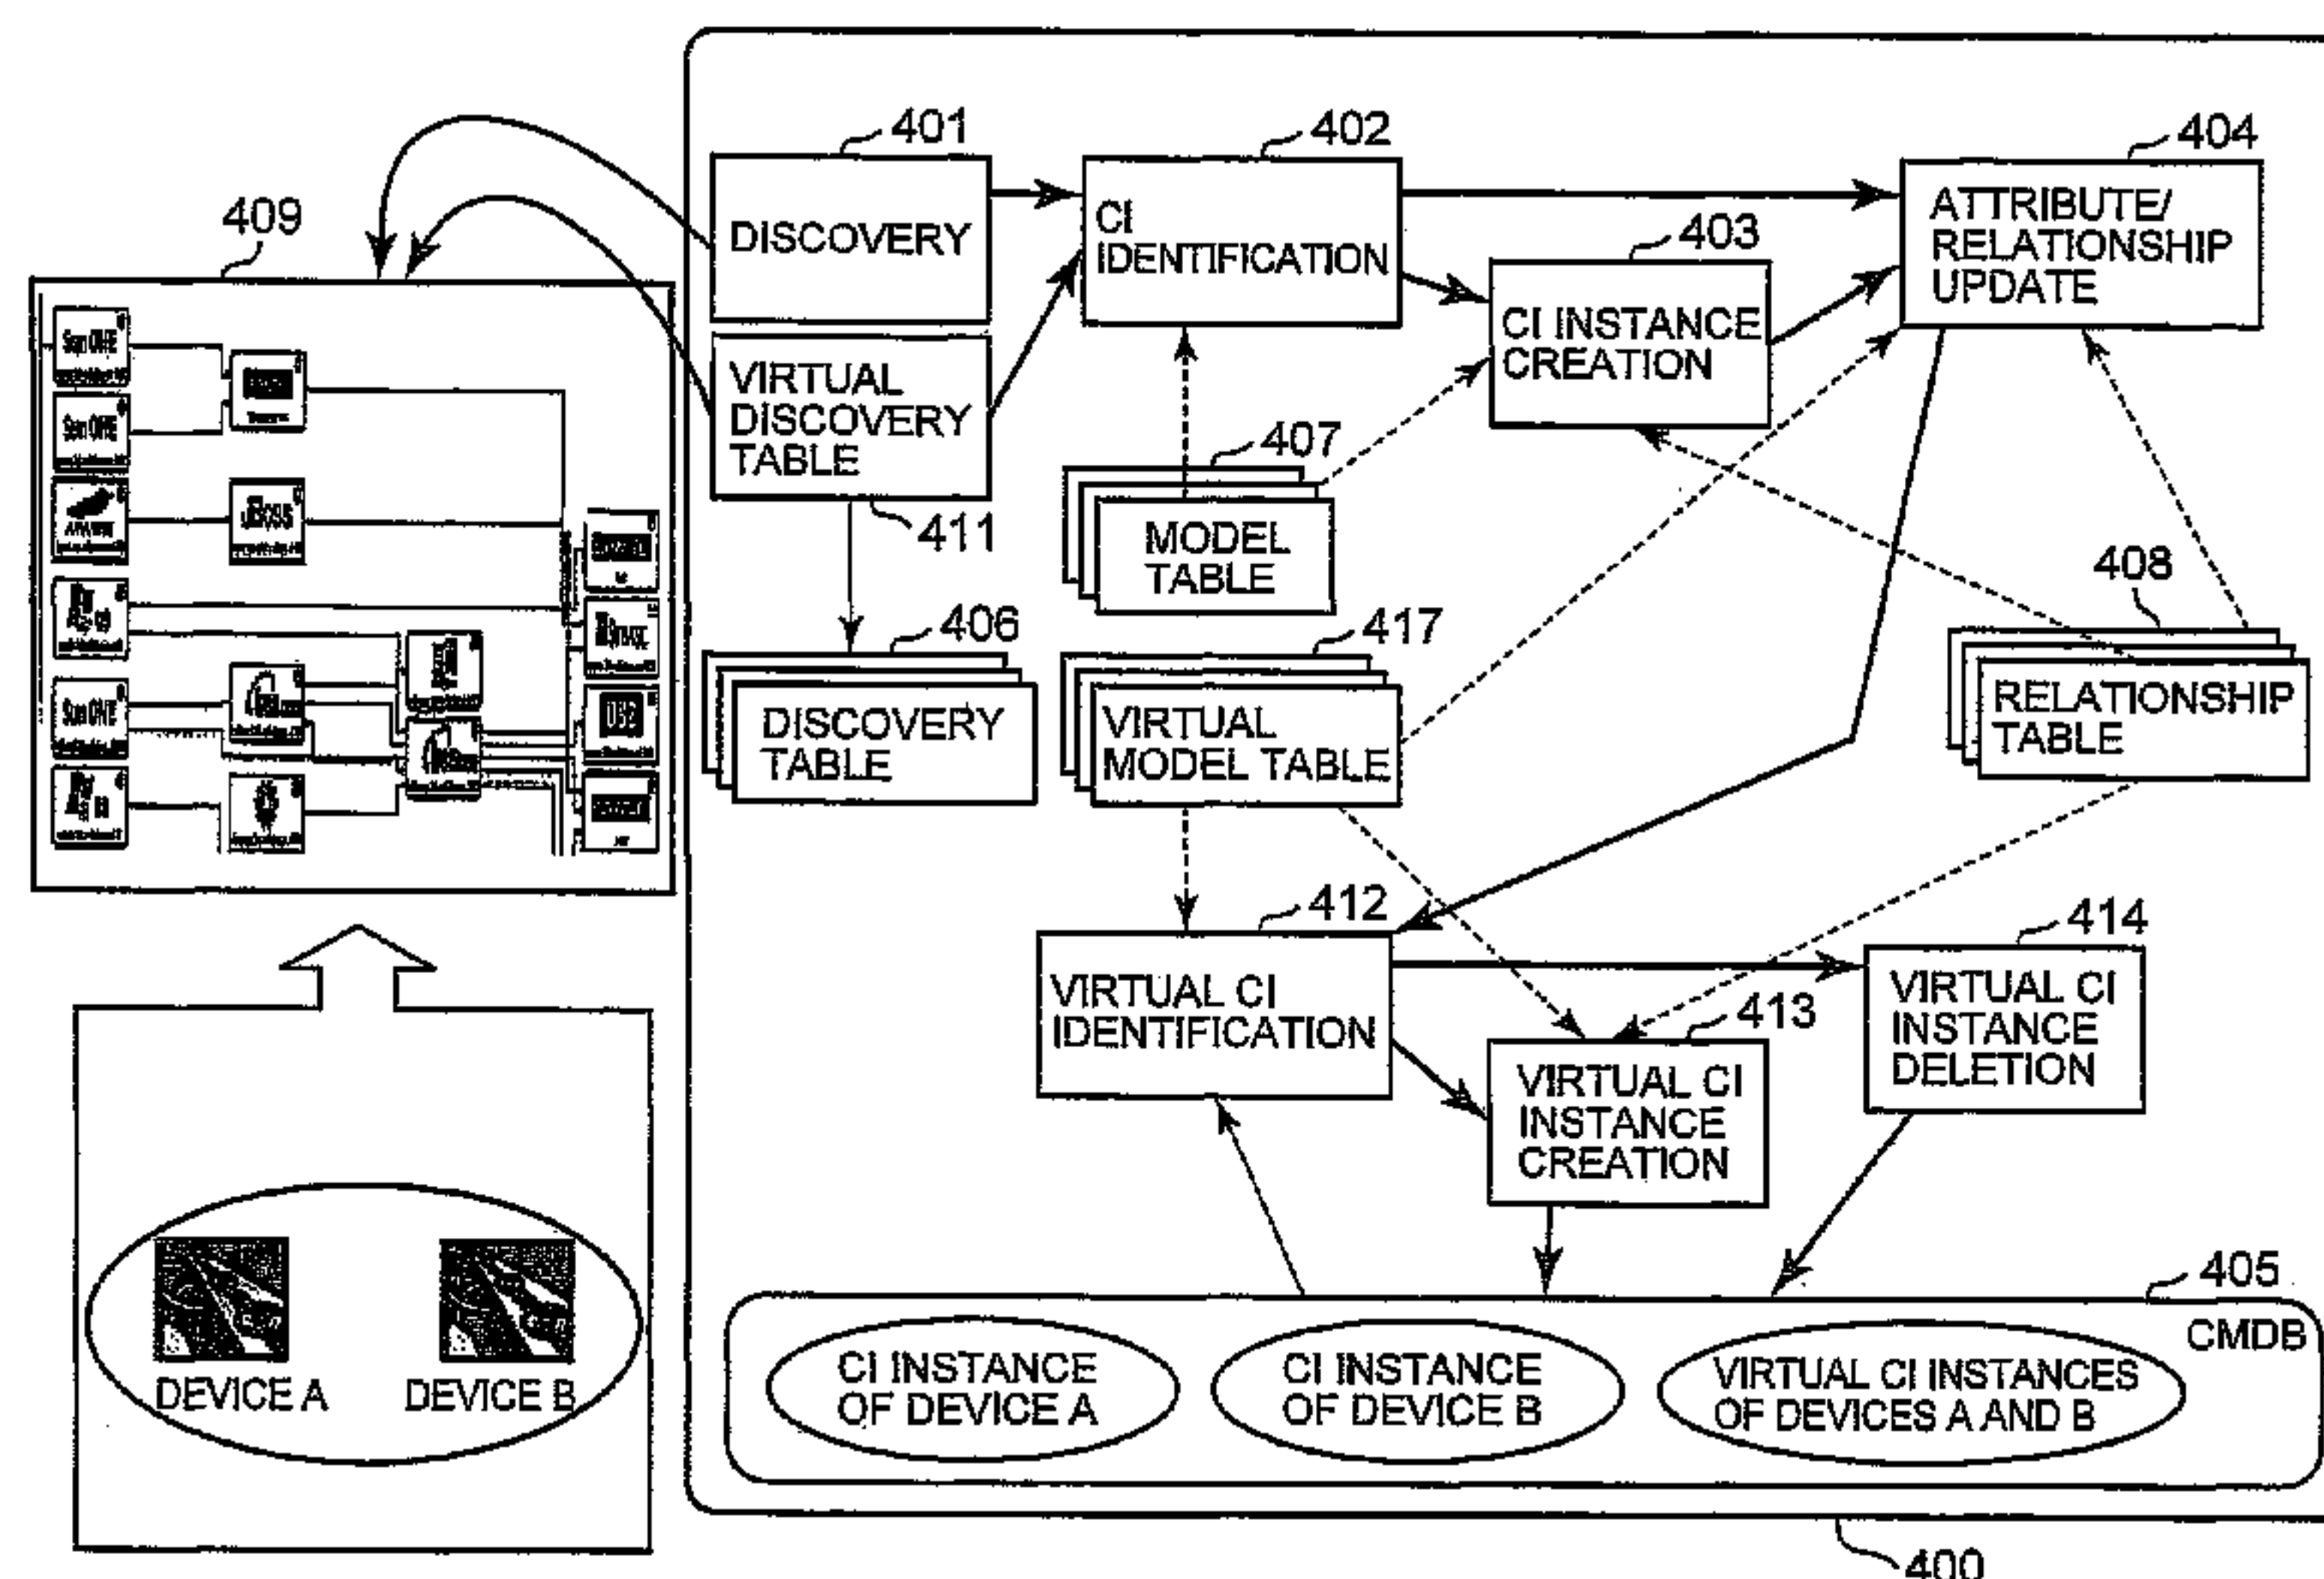 401
402
404
409
DISCOVERY
CI
IDENTIFICATION
403
ATTRIBUTE/
RELATIONSHIP
UPDATE
CI INSTANCE
CREATION
VIRTUAL
DISCOVERY
TABLE
411
407
MODEL
TABLE
408
406
417
DISCOVERY
TABLE
VIRTUAL
MODEL TABLE
RELATIONSHIP
TABLE
412
414
VIRTUAL CI
IDENTIFICATION
413
VIRTUAL CI
INSTANCE
DELETION
VIRTUAL CI
INSTANCE
CREATION
DEVICE A
DEVICE B
405
CMDB
CI INSTANCE
OF DEVICE A
CI INSTANCE
OF DEVICE B
VIRTUAL CI INSTANCES
OF DEVICES A AND B
400